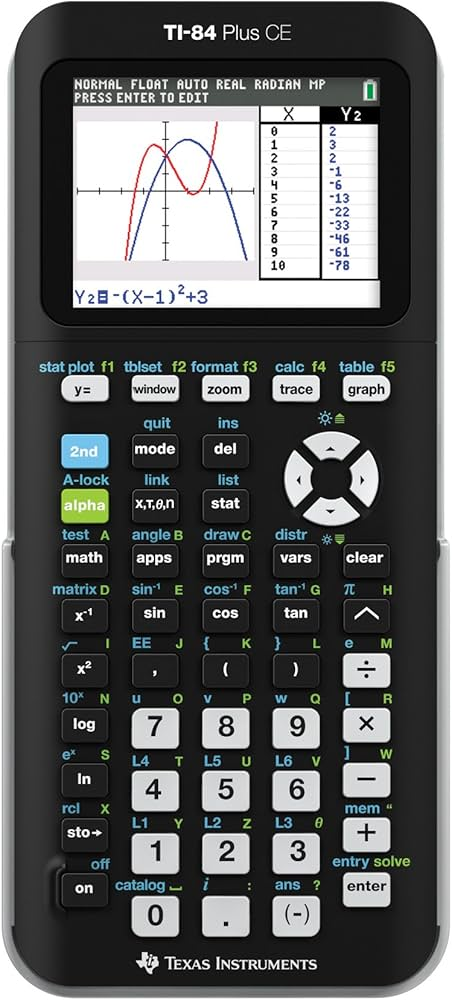 TI-84 Plus CE
NORMAL FLOAT AUTO REAL RADIAN MP
PRESS ENTER TO EDIT
X Y2
0 2
1 3
2 2
3 -1
4 -6
5 -13
6 -22
7 -33
8 -46
9 -61
10 -78
Y2=-(X-1)²+3
stat plot f1 tblset f2 format f3 calc f4 table f5
y= window zoom trace graph
quit ins
2nd mode del
A-lock link list
alpha X,T,θ,n stat
test A angle B draw C distr
math apps prgm vars clear
matrix D sin⁻¹ E cos⁻¹ F tan⁻¹ G π H
x⁻¹ sin cos tan ^
√ I EE J { K } L e M
x² , ( ) ÷
10ˣ N u O v P w Q [ R
log 7 8 9 ×
eˣ S L4 T L5 U L6 V ] W
ln 4 5 6 −
rcl X L1 Y L2 Z L3 θ mem "
sto→ 1 2 3 +
off catalog ⎵ i : ans ? entry solve
on 0 . (-) enter
TEXAS INSTRUMENTS